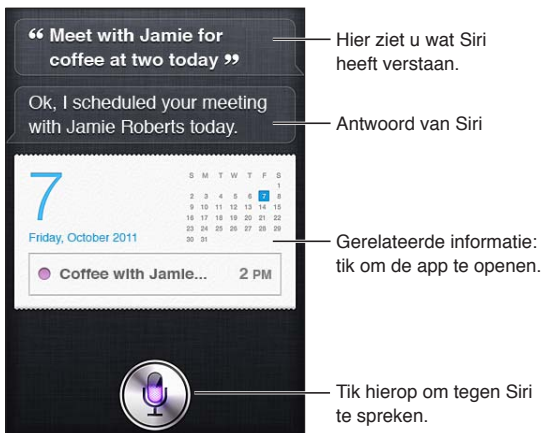 “ Meet with Jamie for
coffee at two today ”
Hier ziet u wat Siri
heeft verstaan.
Ok, I scheduled your meeting
with Jamie Roberts today.
Antwoord van Siri
7
Friday, October 2011
S M T W T F S
1
2 3 4 5 6 7 8
9 10 11 12 13 14 15
16 17 18 19 20 21 22
23 24 25 26 27 28 29
30 31
Coffee with Jamie... 2 PM
Gerelateerde informatie:
tik om de app te openen.
Tik hierop om tegen Siri
te spreken.